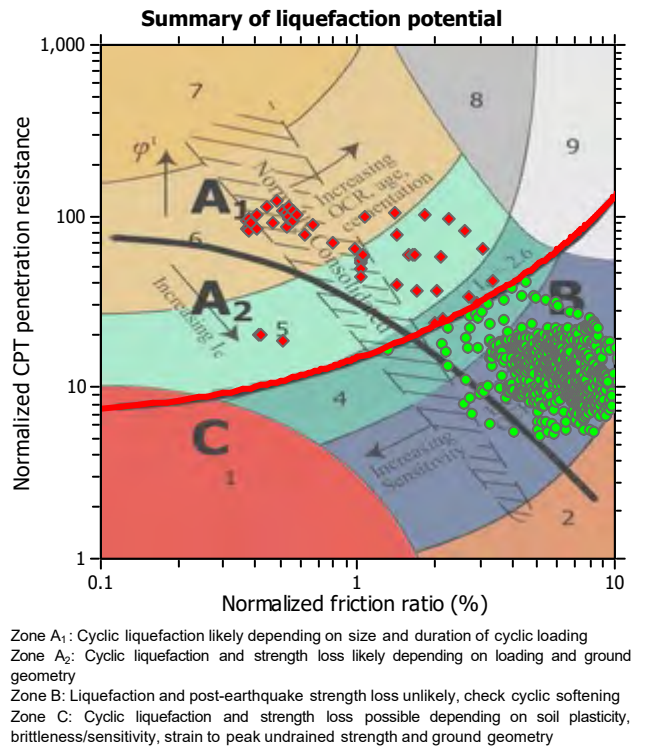 Summary of liquefaction potential
1,000
7
8
φ'
9
Increasing
OCR, age,
cementation
A1
100
6
Consolidated
2.6
A2
B
Increasing Ic
5
10
4
C
Increasing
Sensitivity
1
2
1
0.1
1
10
Normalized CPT penetration resistance
Normalized friction ratio (%)
Zone A1: Cyclic liquefaction likely depending on size and duration of cyclic loading
Zone A2: Cyclic liquefaction and strength loss likely depending on loading and ground
geometry
Zone B: Liquefaction and post-earthquake strength loss unlikely, check cyclic softening
Zone C: Cyclic liquefaction and strength loss possible depending on soil plasticity,
brittleness/sensitivity, strain to peak undrained strength and ground geometry